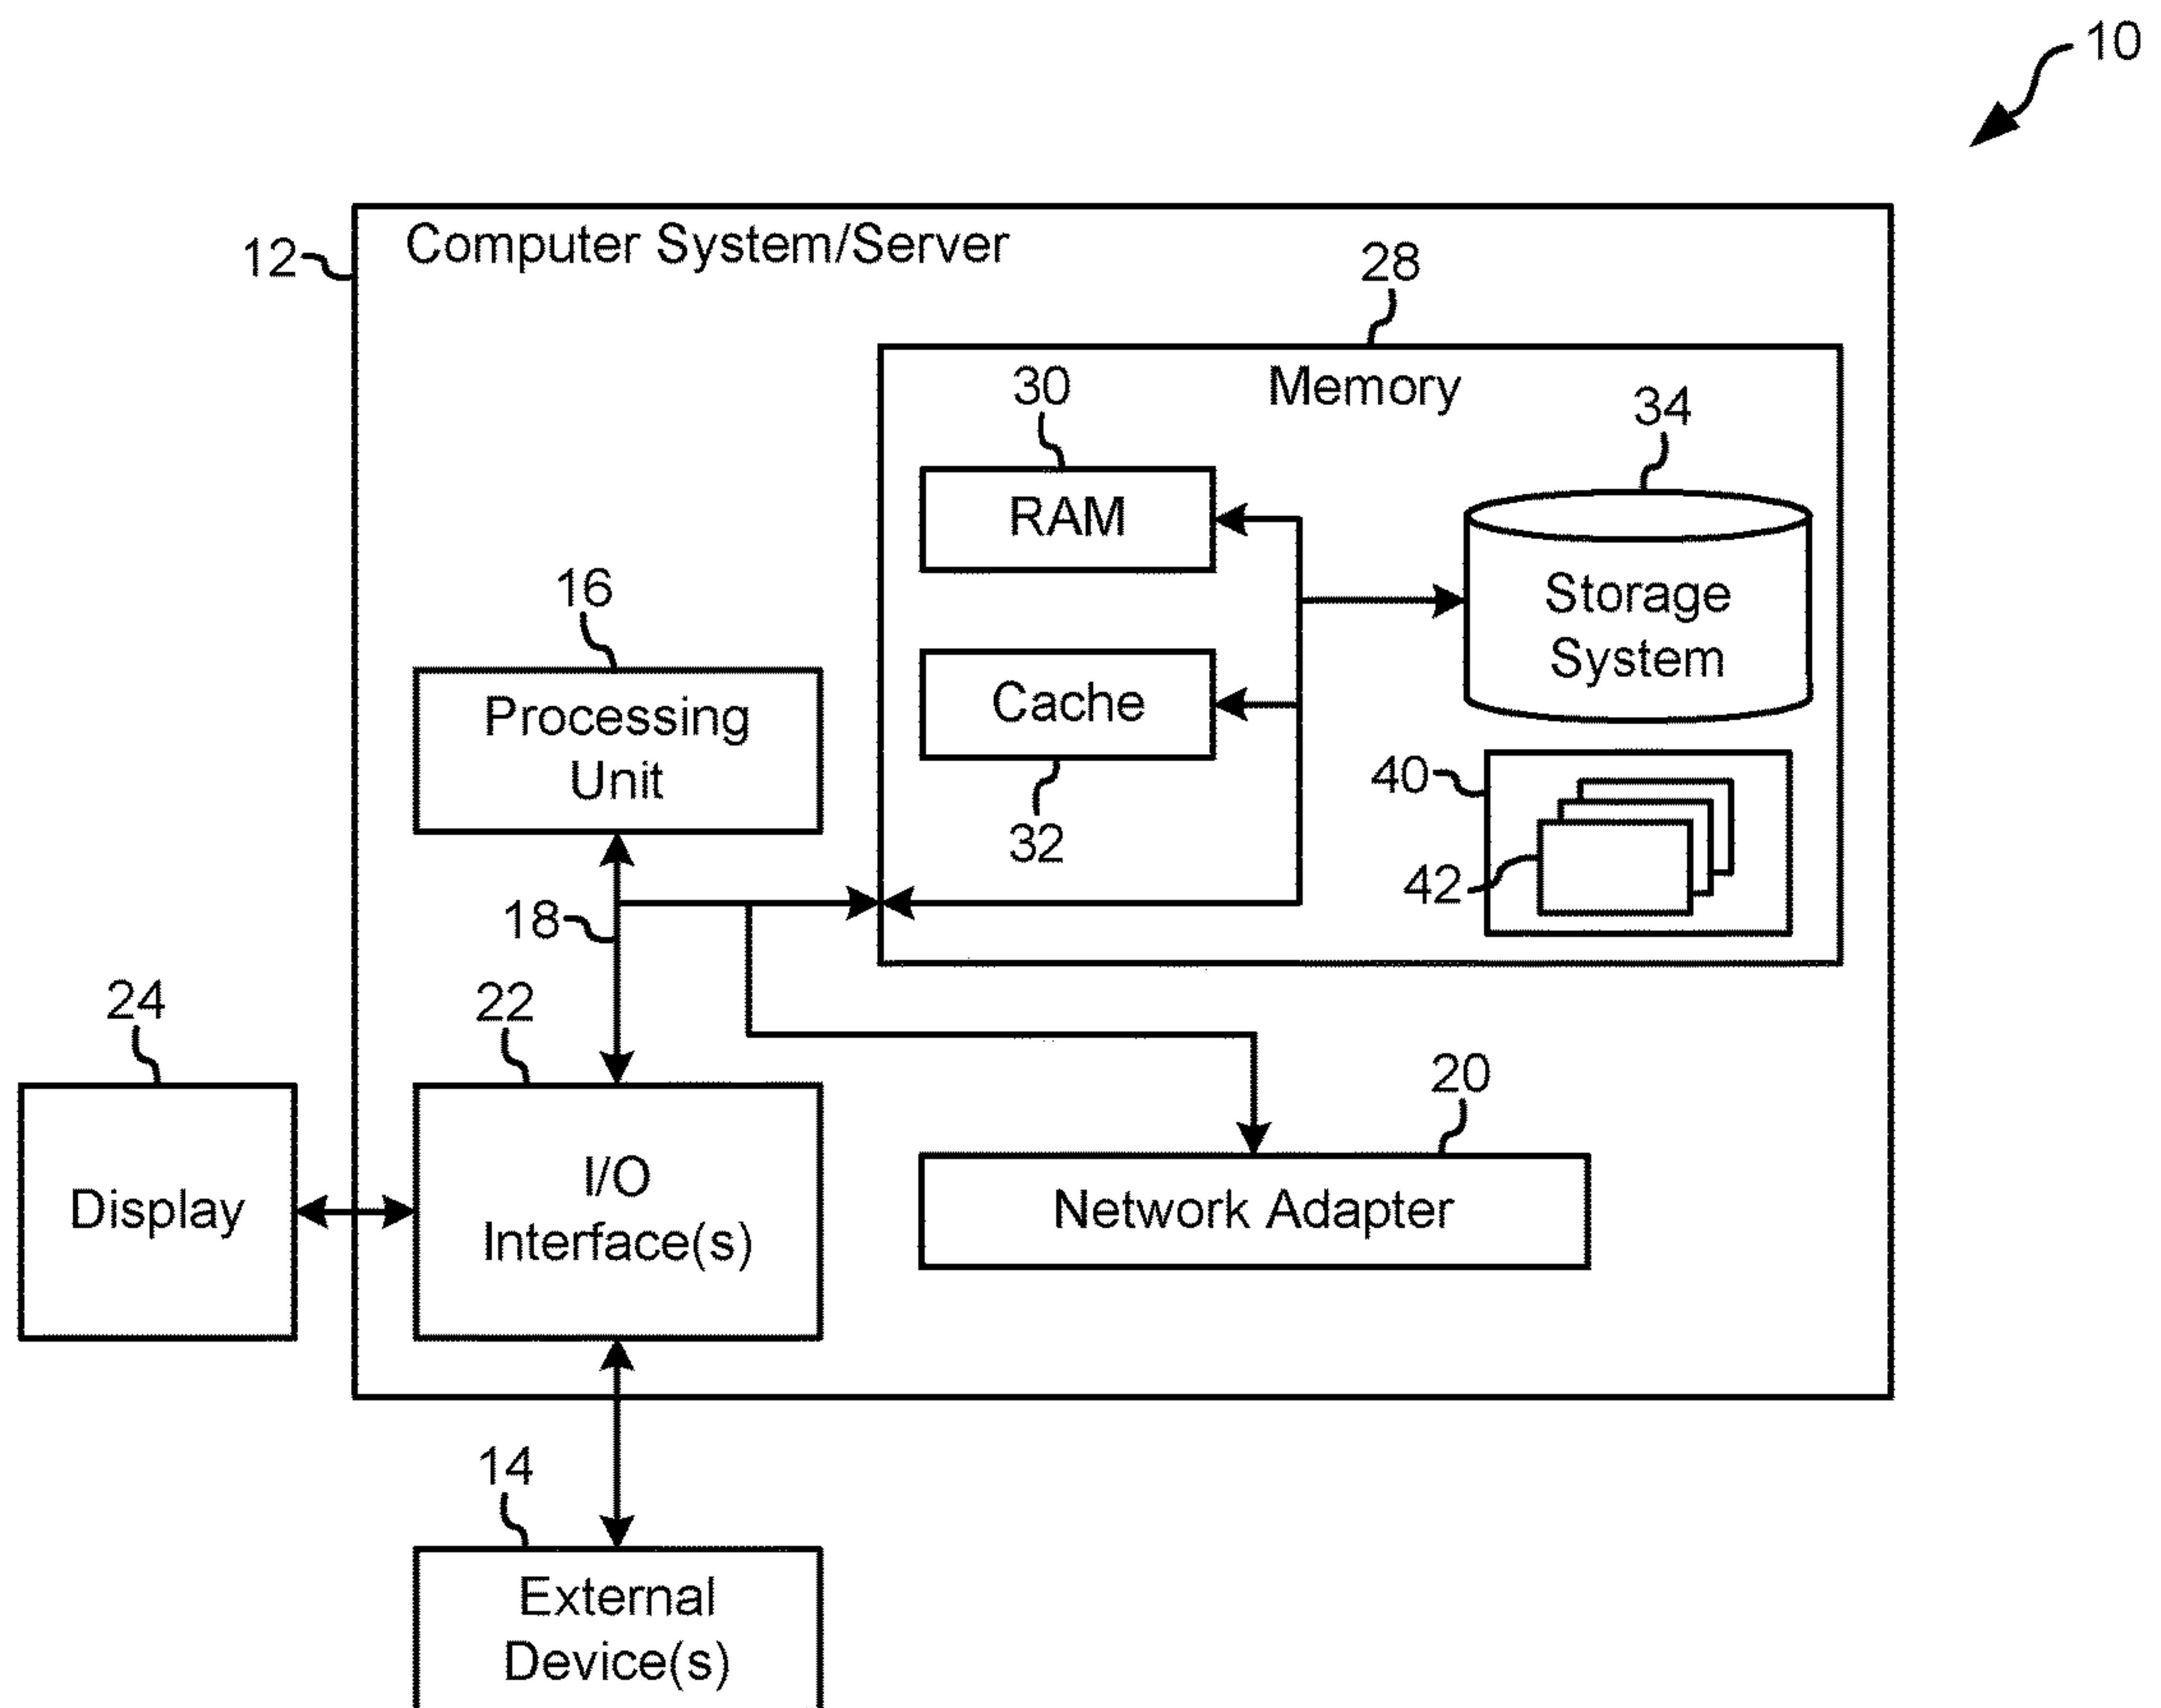 10
12
Computer System/Server
28
Memory
30
34
RAM
Storage
System
16
Processing
Unit
Cache
32
40
42
18
24
22
20
Display
I/O
Interface(s)
Network Adapter
14
External
Device(s)